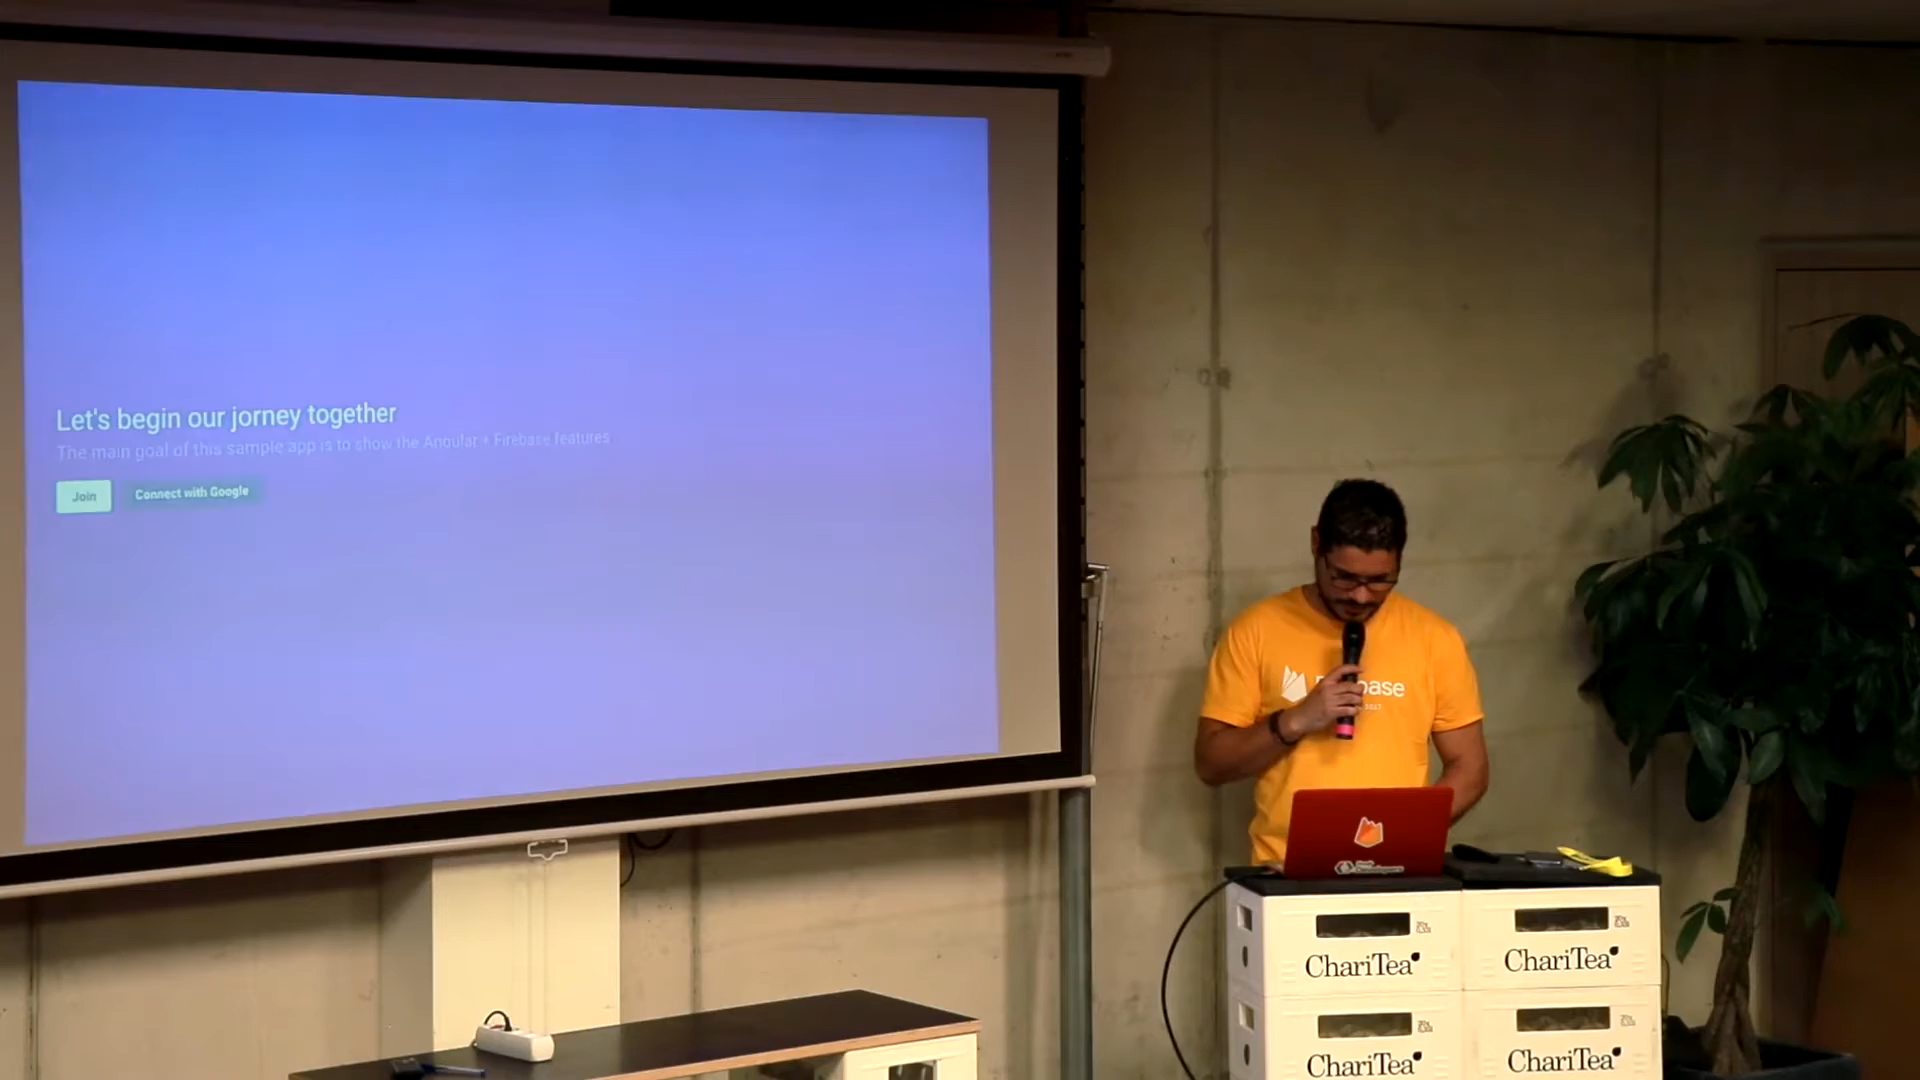 Let's begin our jorney together
The main goal of this sample app is to show the Angular + Firebase features
Join
Connect with Google
2017
ChariTea
ChariTea
ChariTea
ChariTea